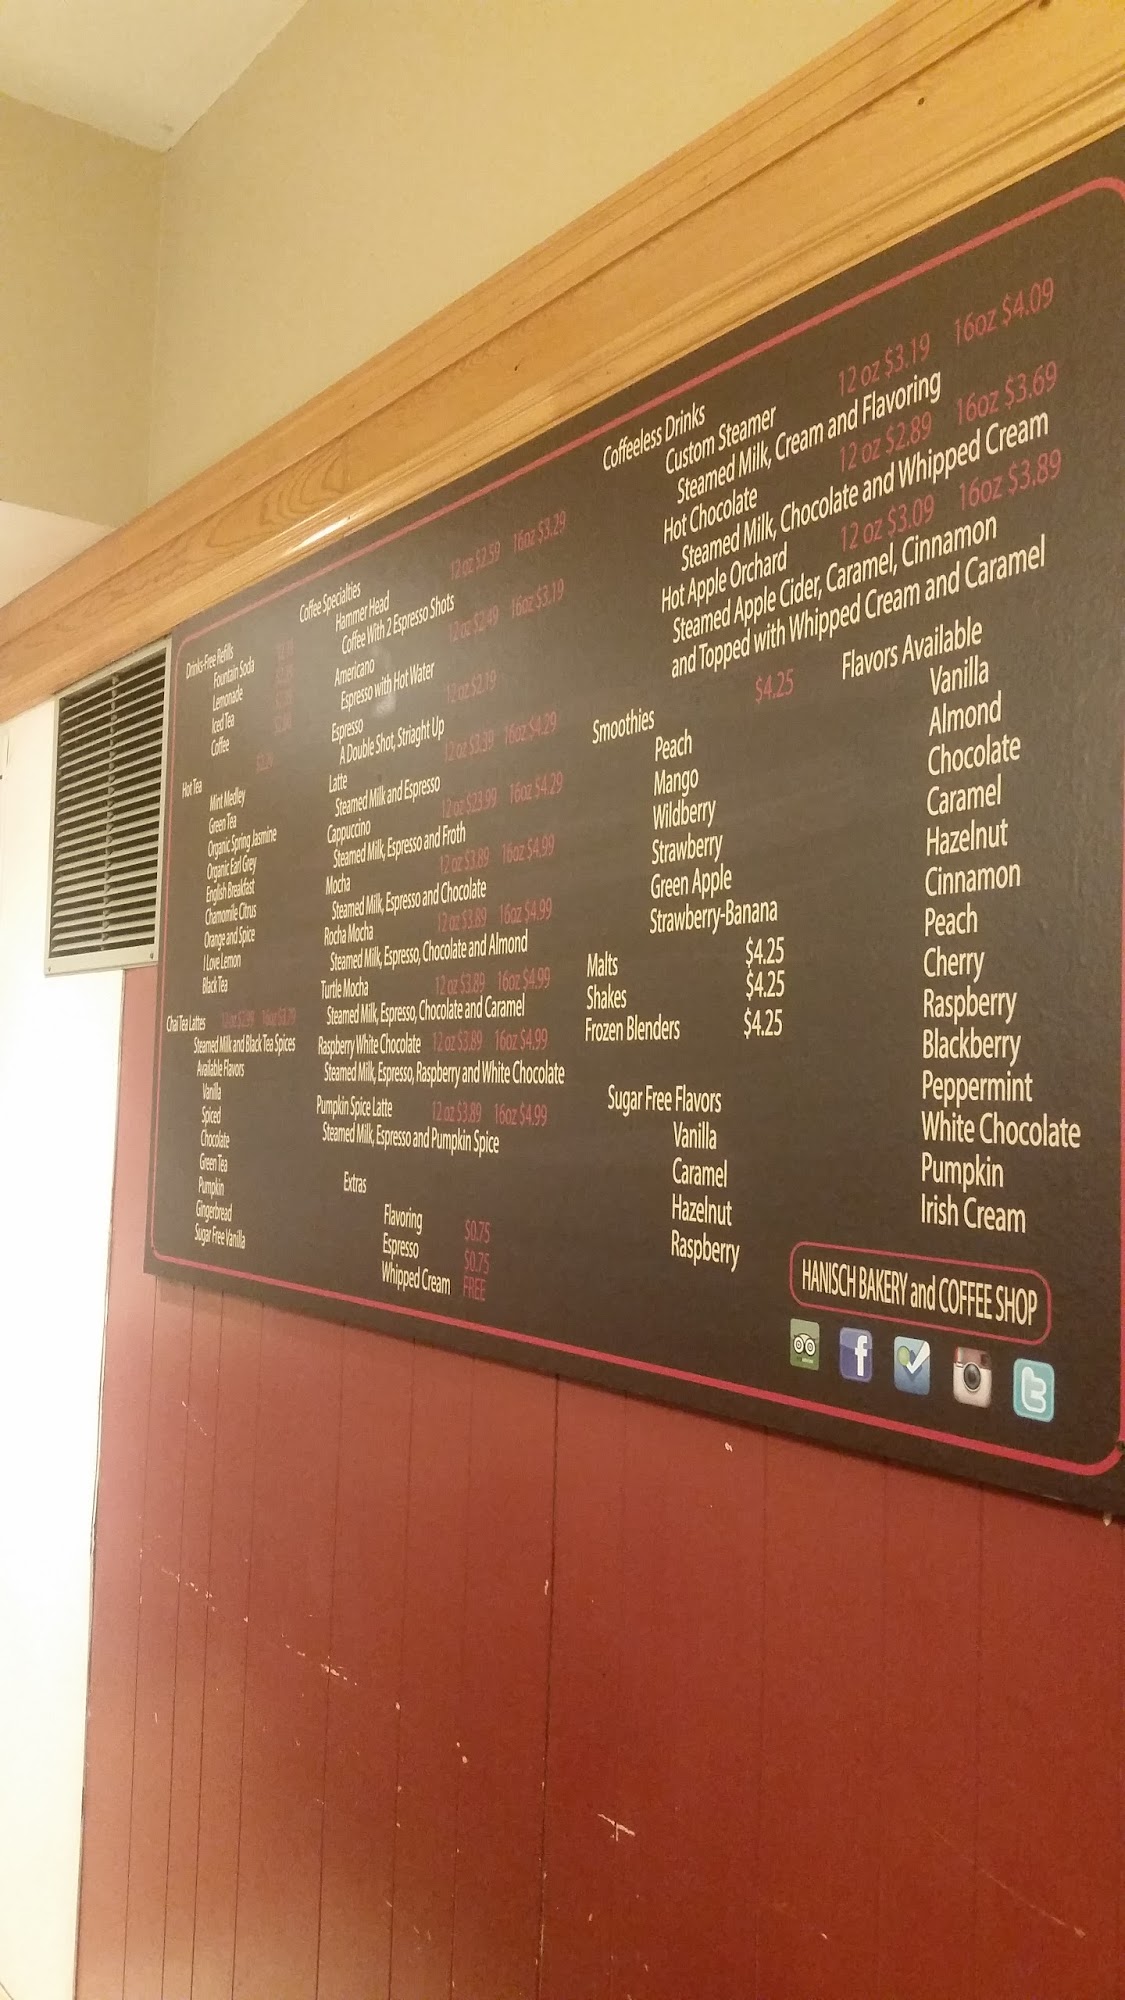 Drinks-Free Refills
Fountain Soda
Lemonade
Iced Tea
Coffee
Hot Tea
Mint Medley
Green Tea
Organic Spring Jasmine
Organic Earl Grey
English Breakfast
Chamomile Citrus
Orange and Spice
I Love Lemon
Black Tea
Chai Tea Lattes
Steamed Milk and Black Tea Spices
Available Flavors
Vanilla
Spiced
Chocolate
Green Tea
Pumpkin
Gingerbread
Sugar Free Vanilla
Coffee Specialties
Hammer Head 12 oz $2.59 16oz $3.29
Coffee With 2 Espresso Shots
Americano 12 oz $2.49 16oz $3.19
Espresso with Hot Water
Espresso 12 oz $2.19
A Double Shot, Striaght Up
Latte 12 oz $3.39 16oz $4.29
Steamed Milk and Espresso
Cappuccino 12 oz $23.99 16oz $4.29
Steamed Milk, Espresso and Froth
Mocha 12 oz $3.89 16oz $4.99
Steamed Milk, Espresso and Chocolate
Rocha Mocha 12 oz $3.89 16oz $4.99
Steamed Milk, Espresso, Chocolate and Almond
Turtle Mocha 12 oz $3.89 16oz $4.99
Steamed Milk, Espresso, Chocolate and Caramel
Raspberry White Chocolate 12 oz $3.89 16oz $4.99
Steamed Milk, Espresso, Raspberry and White Chocolate
Pumpkin Spice Latte 12 oz $3.89 16oz $4.99
Steamed Milk, Espresso and Pumpkin Spice
Extras
Flavoring $0.75
Espresso $0.75
Whipped Cream FREE
Coffeeless Drinks
Custom Steamer 12 oz $3.19 16oz $4.09
Steamed Milk, Cream and Flavoring
Hot Chocolate 12 oz $2.89 16oz $3.69
Steamed Milk, Chocolate and Whipped Cream
Hot Apple Orchard 12 oz $3.09 16oz $3.89
Steamed Apple Cider, Caramel, Cinnamon
and Topped with Whipped Cream and Caramel
Smoothies $4.25
Peach
Mango
Wildberry
Strawberry
Green Apple
Strawberry-Banana
Malts $4.25
Shakes $4.25
Frozen Blenders $4.25
Sugar Free Flavors
Vanilla
Caramel
Hazelnut
Raspberry
Flavors Available
Vanilla
Almond
Chocolate
Caramel
Hazelnut
Cinnamon
Peach
Cherry
Raspberry
Blackberry
Peppermint
White Chocolate
Pumpkin
Irish Cream
HANISCH BAKERY and COFFEE SHOP